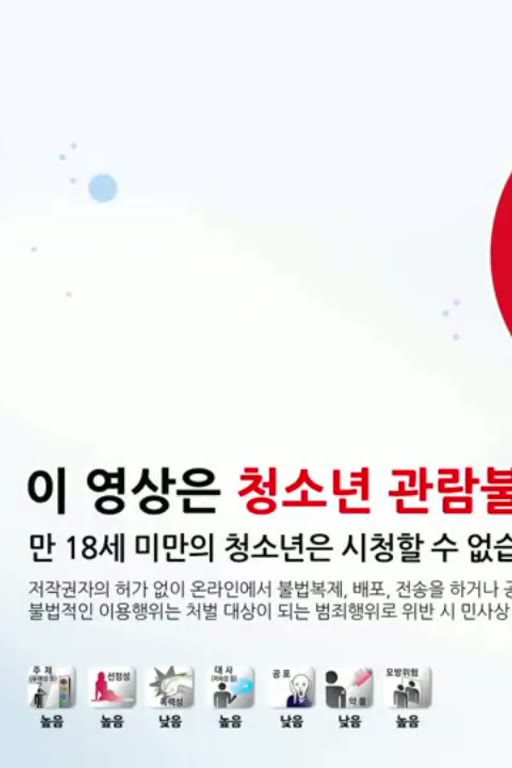 이 영상은 청소년 관람불
만 18세 미만의 청소년은 시청할 수 없습
저작권자의 허가 없이 온라인에서 불법복제, 배포, 전송을 하거나 공
불법적인 이용행위는 처벌 대상이 되는 범죄행위로 위반 시 민사상
주 제 선정성 폭력성 대 사 공 포 약 물 모방위험
높음 높음 낮음 높음 낮음 낮음 높음